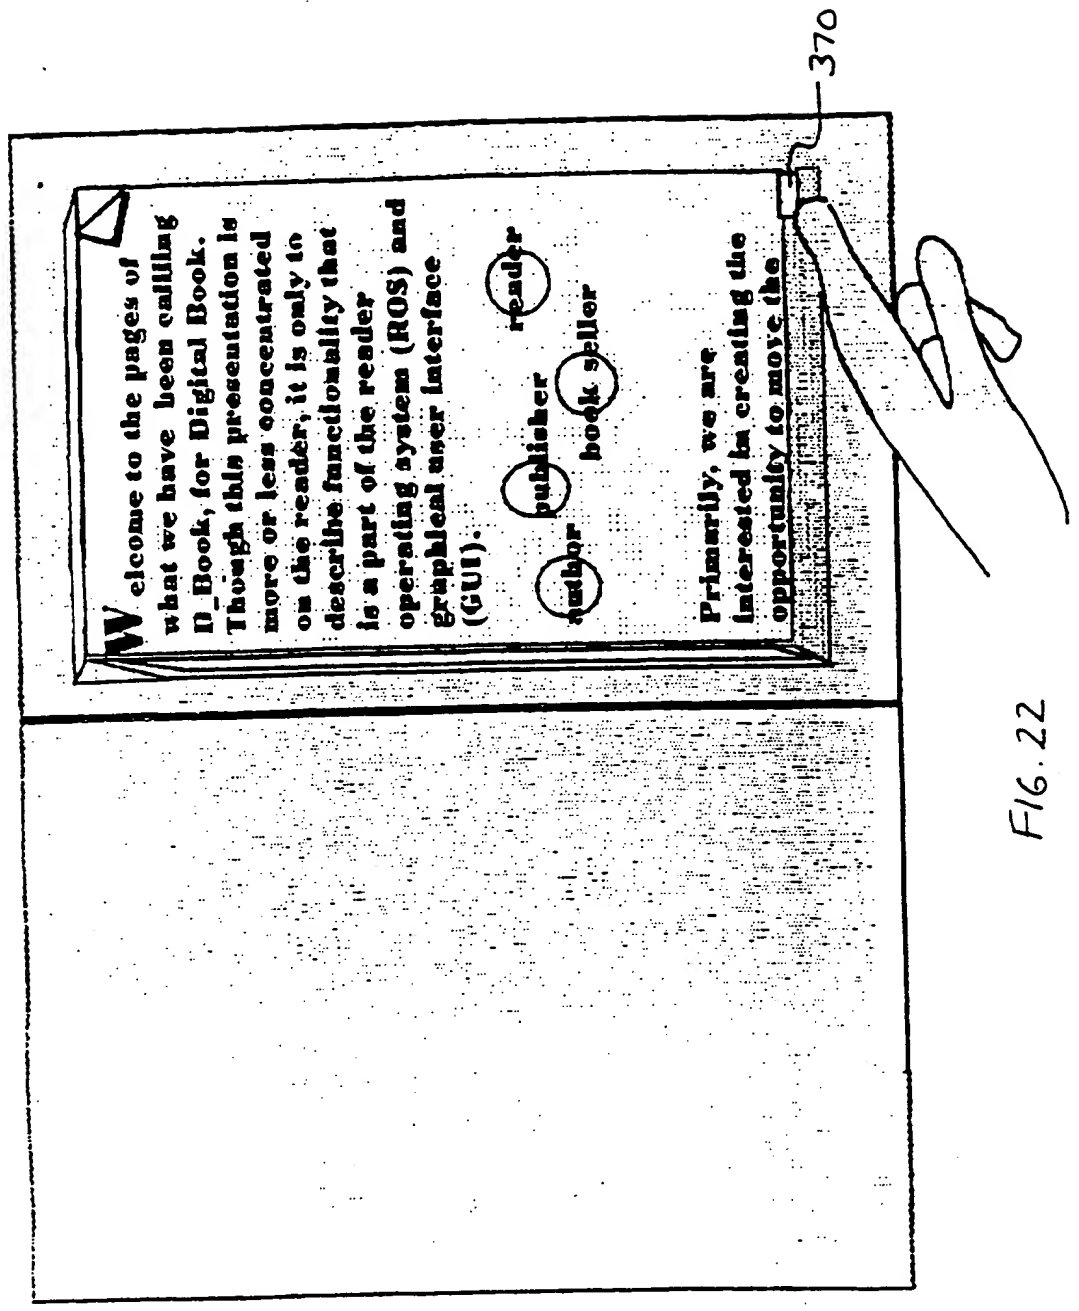 Welcome to the pages of
what we have been calling
D_Book, for Digital Book.
Though this presentation is
more or less concentrated
on the reader, it is only to
describe functionality that
is a part of the reader
operating system (ROS) and
graphical user interface
(GUI).
author
publisher
book seller
reader
Primarily, we are
interested in creating the
opportunity to move the
370
FIG. 22